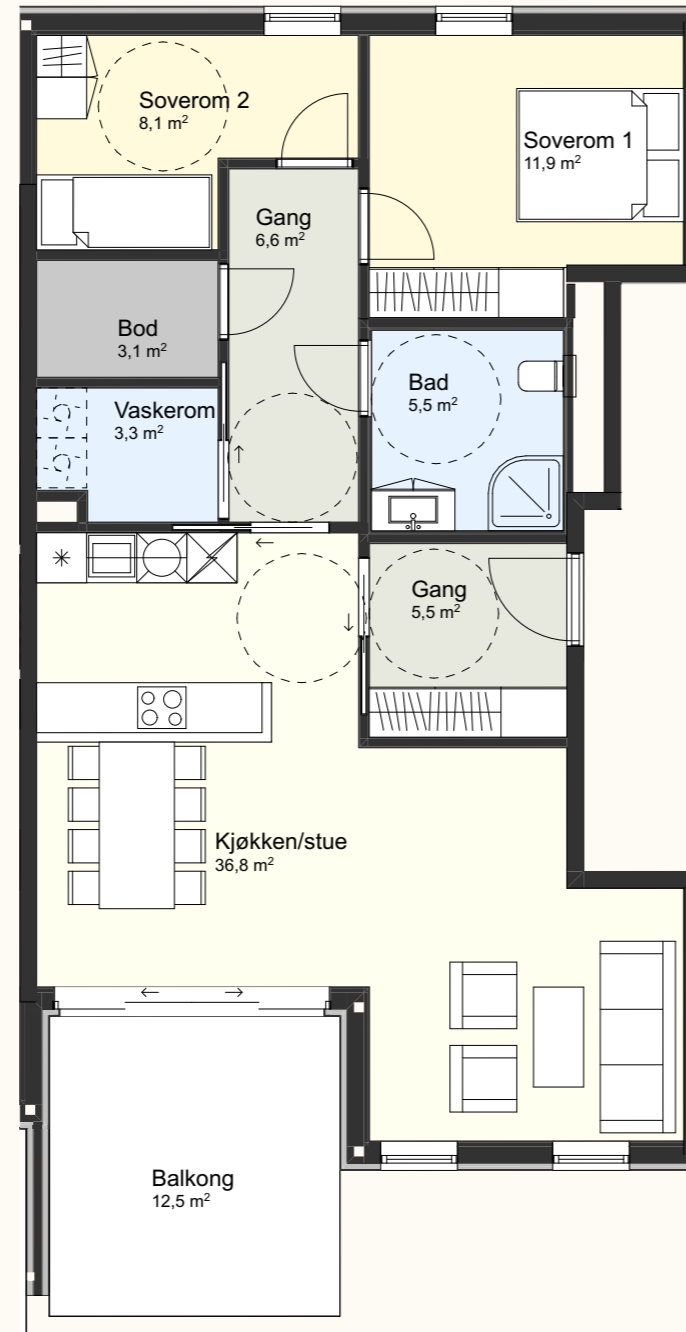 Soverom 2
8,1 m²
Soverom 1
11,9 m²
Gang
6,6 m²
Bod
3,1 m²
Bad
5,5 m²
Vaskerom
3,3 m²
Gang
5,5 m²
Kjøkken/stue
36,8 m²
Balkong
12,5 m²